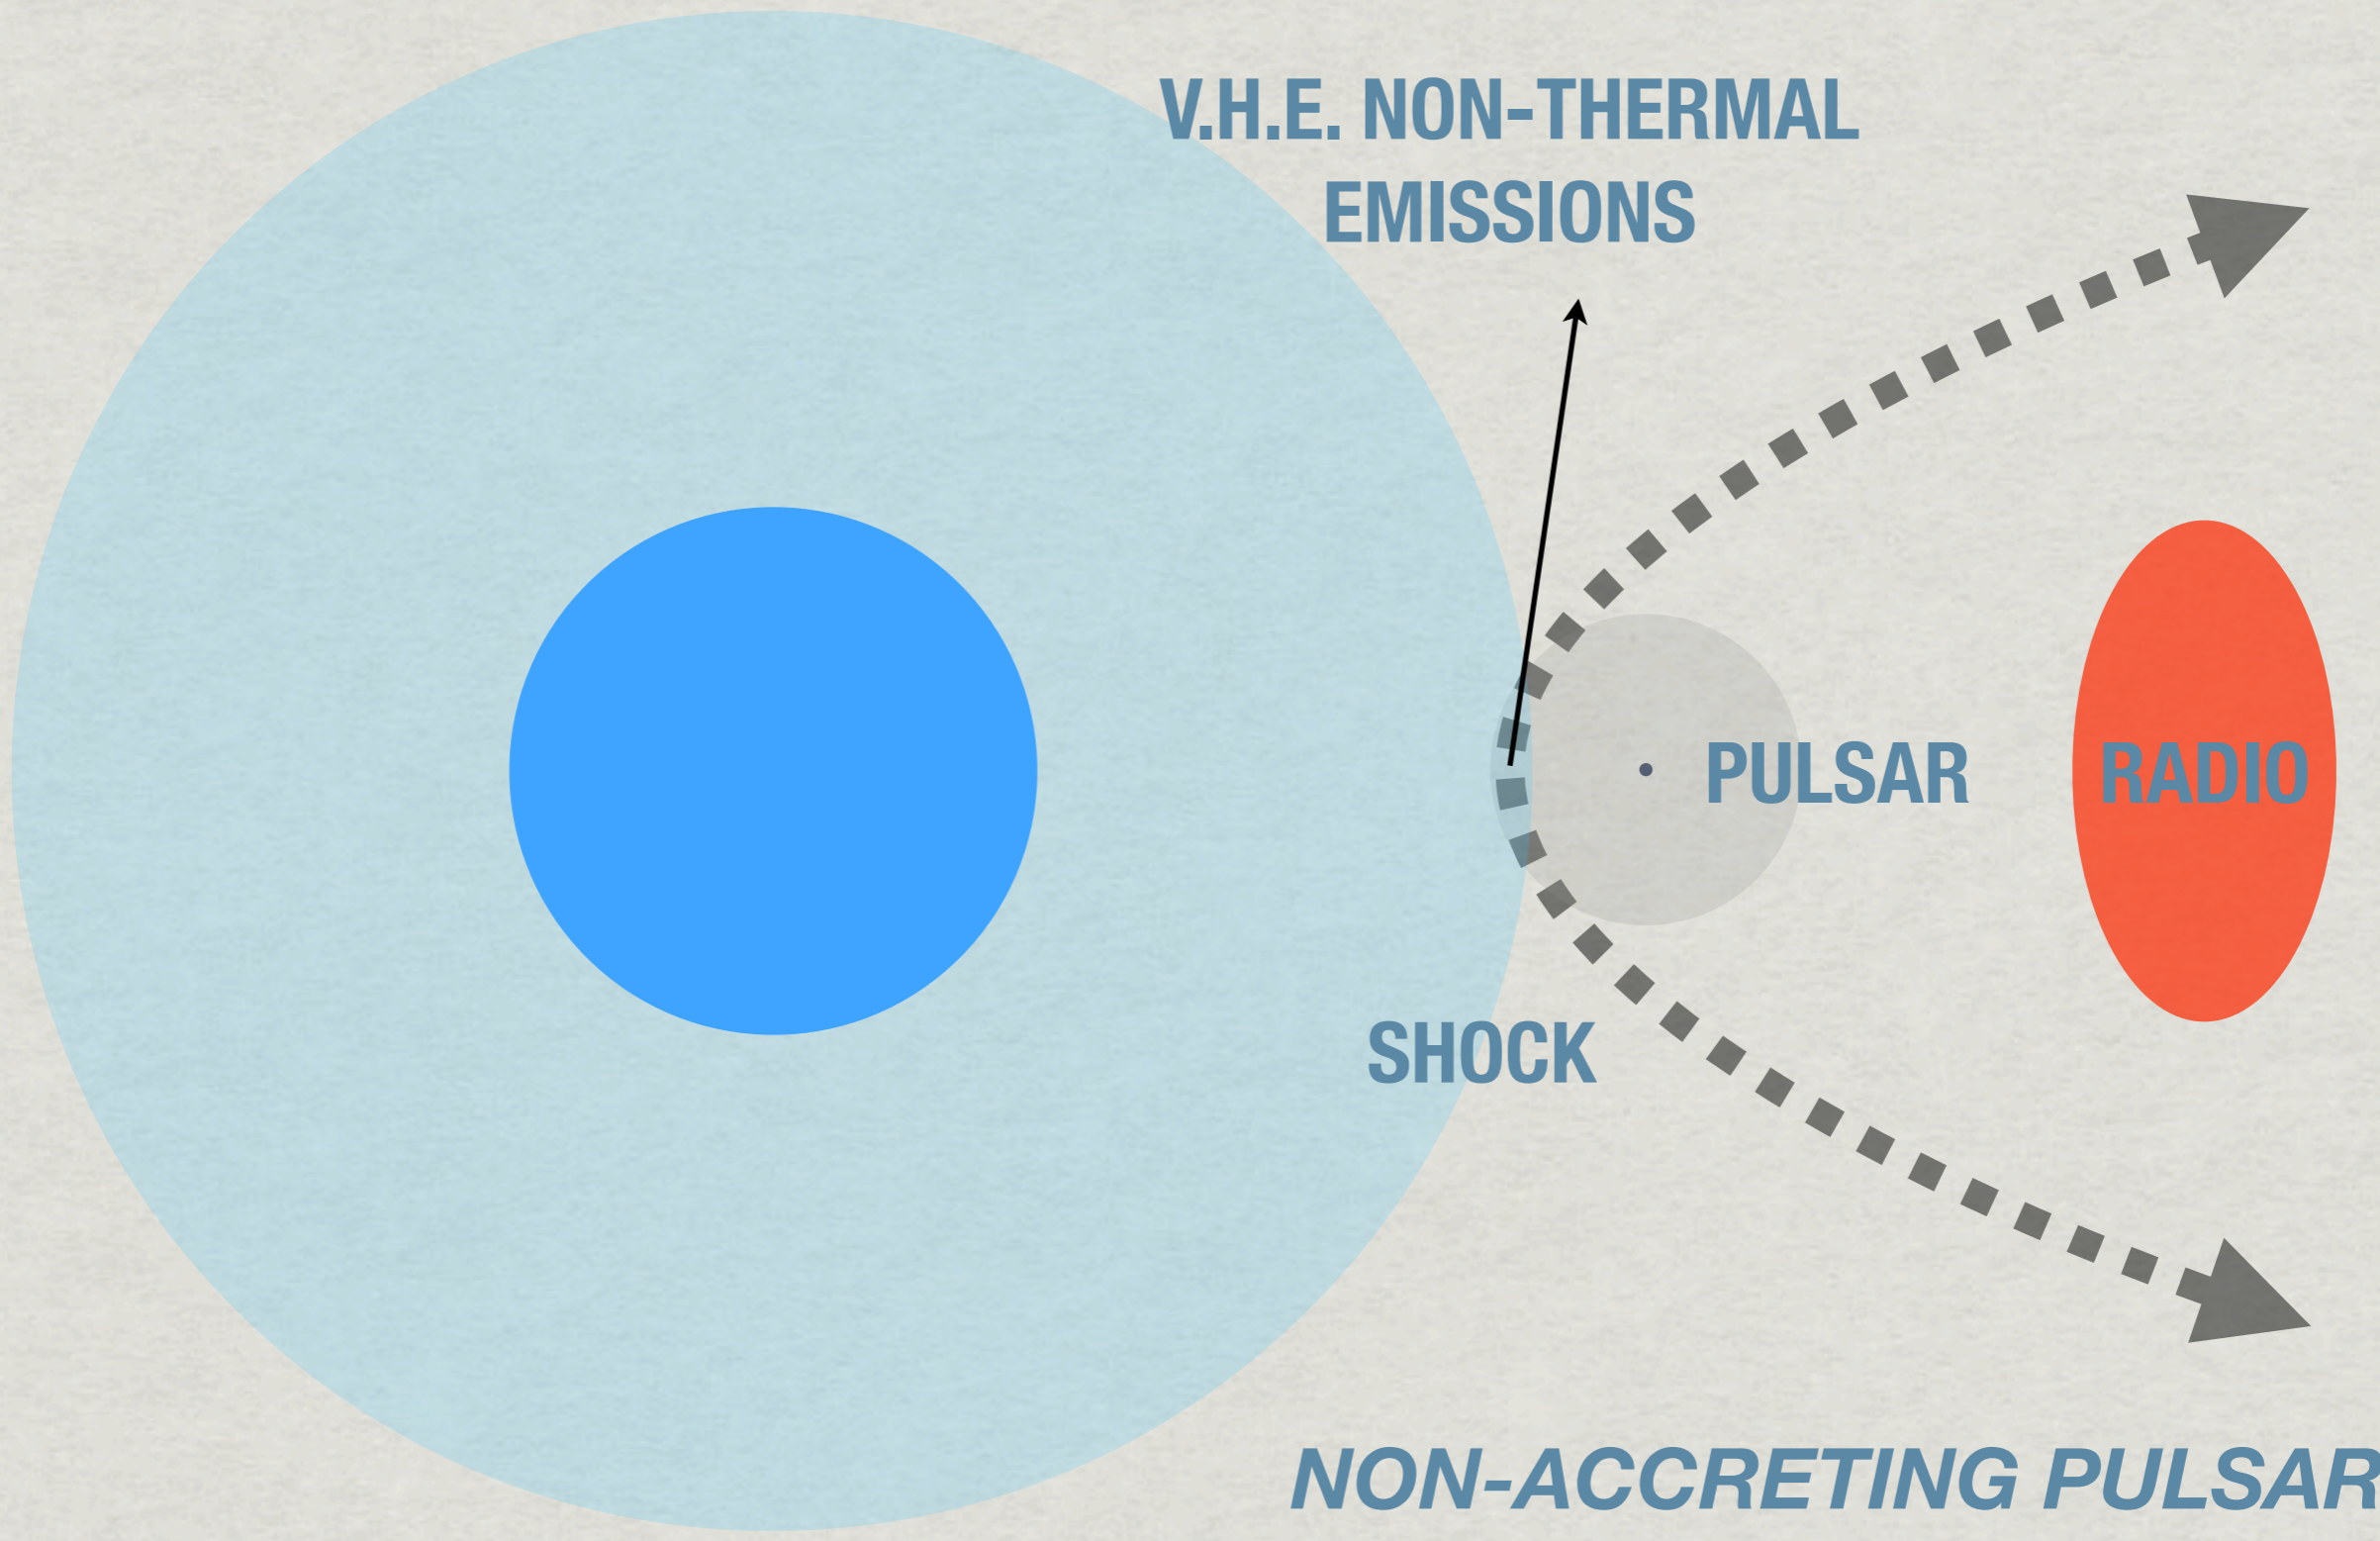 V.H.E. NON-THERMAL
EMISSIONS
PULSAR
RADIO
SHOCK
NON-ACCRETING PULSAR